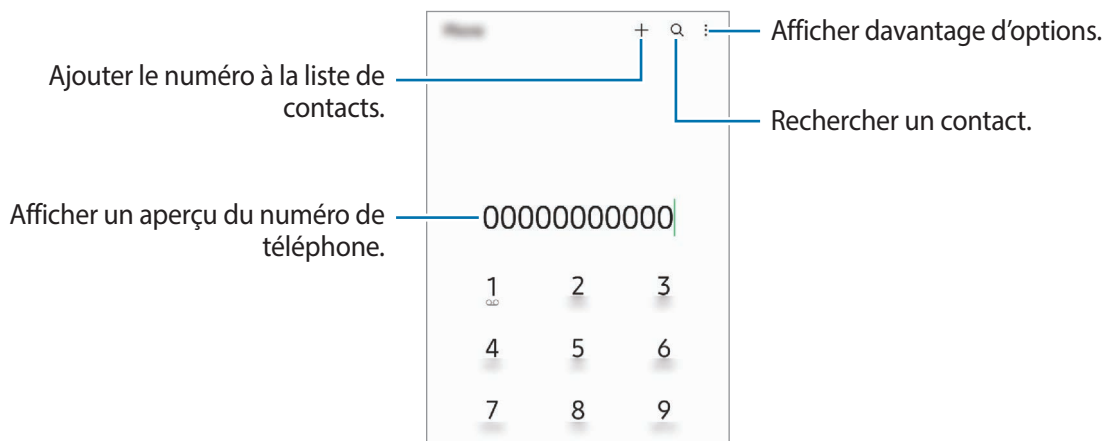 Afficher davantage d'options.
Ajouter le numéro à la liste de
contacts.
Rechercher un contact.
Afficher un aperçu du numéro de
téléphone.
00000000000
1 2 3
4 5 6
7 8 9